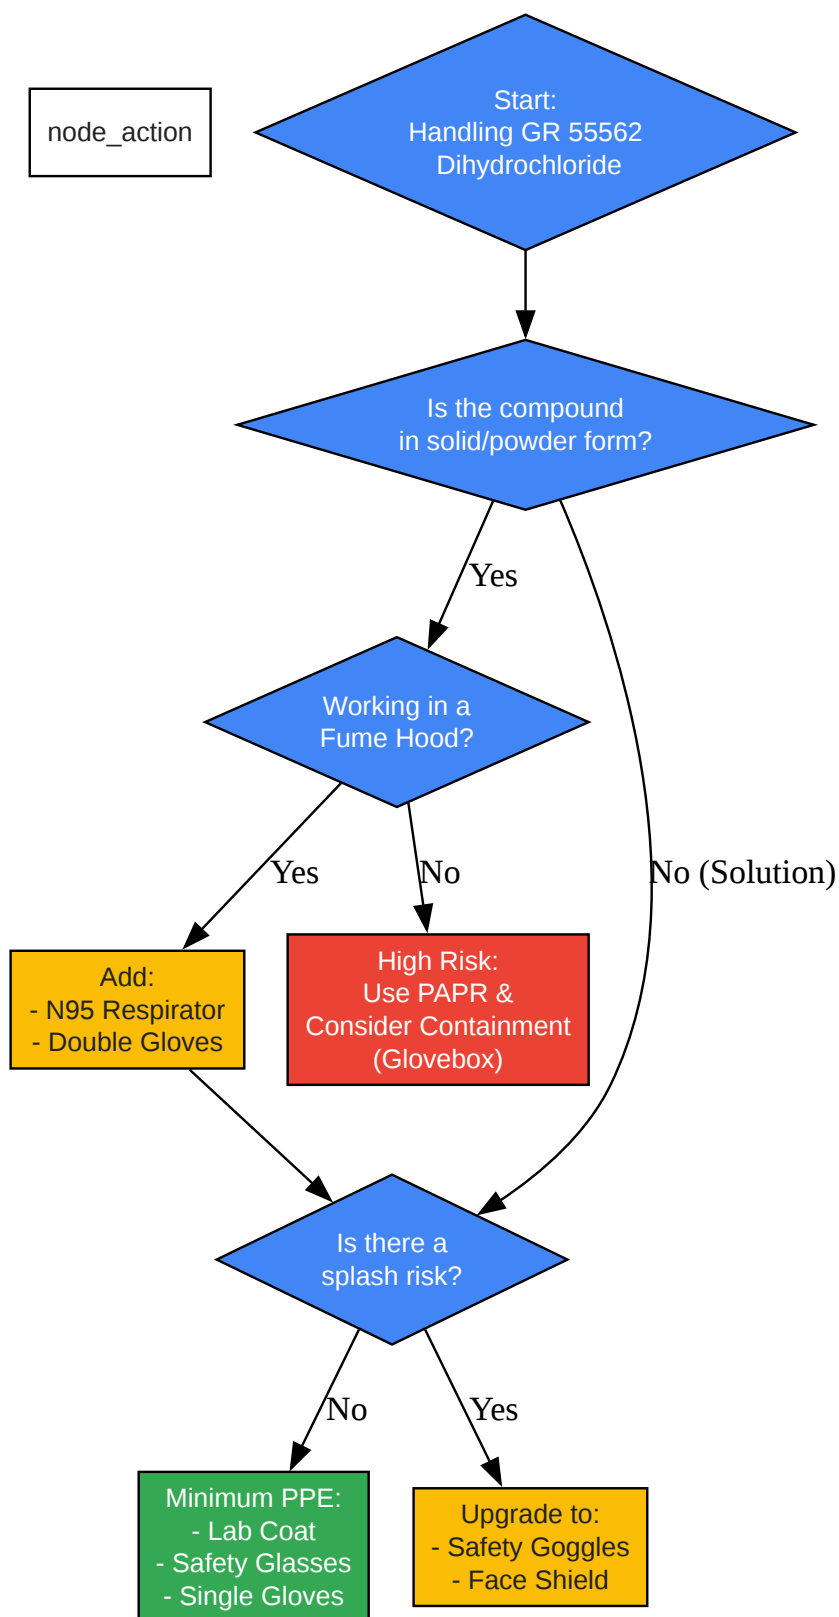 node_action
Start:
Handling GR 55562
Dihydrochloride
Is the compound
in solid/powder form?
Yes
Working in a
Fume Hood?
Yes
No
No (Solution)
Add:
- N95 Respirator
- Double Gloves
High Risk:
Use PAPR &
Consider Containment
(Glovebox)
Is there a
splash risk?
No
Yes
Minimum PPE:
- Lab Coat
- Safety Glasses
- Single Gloves
Upgrade to:
- Safety Goggles
- Face Shield